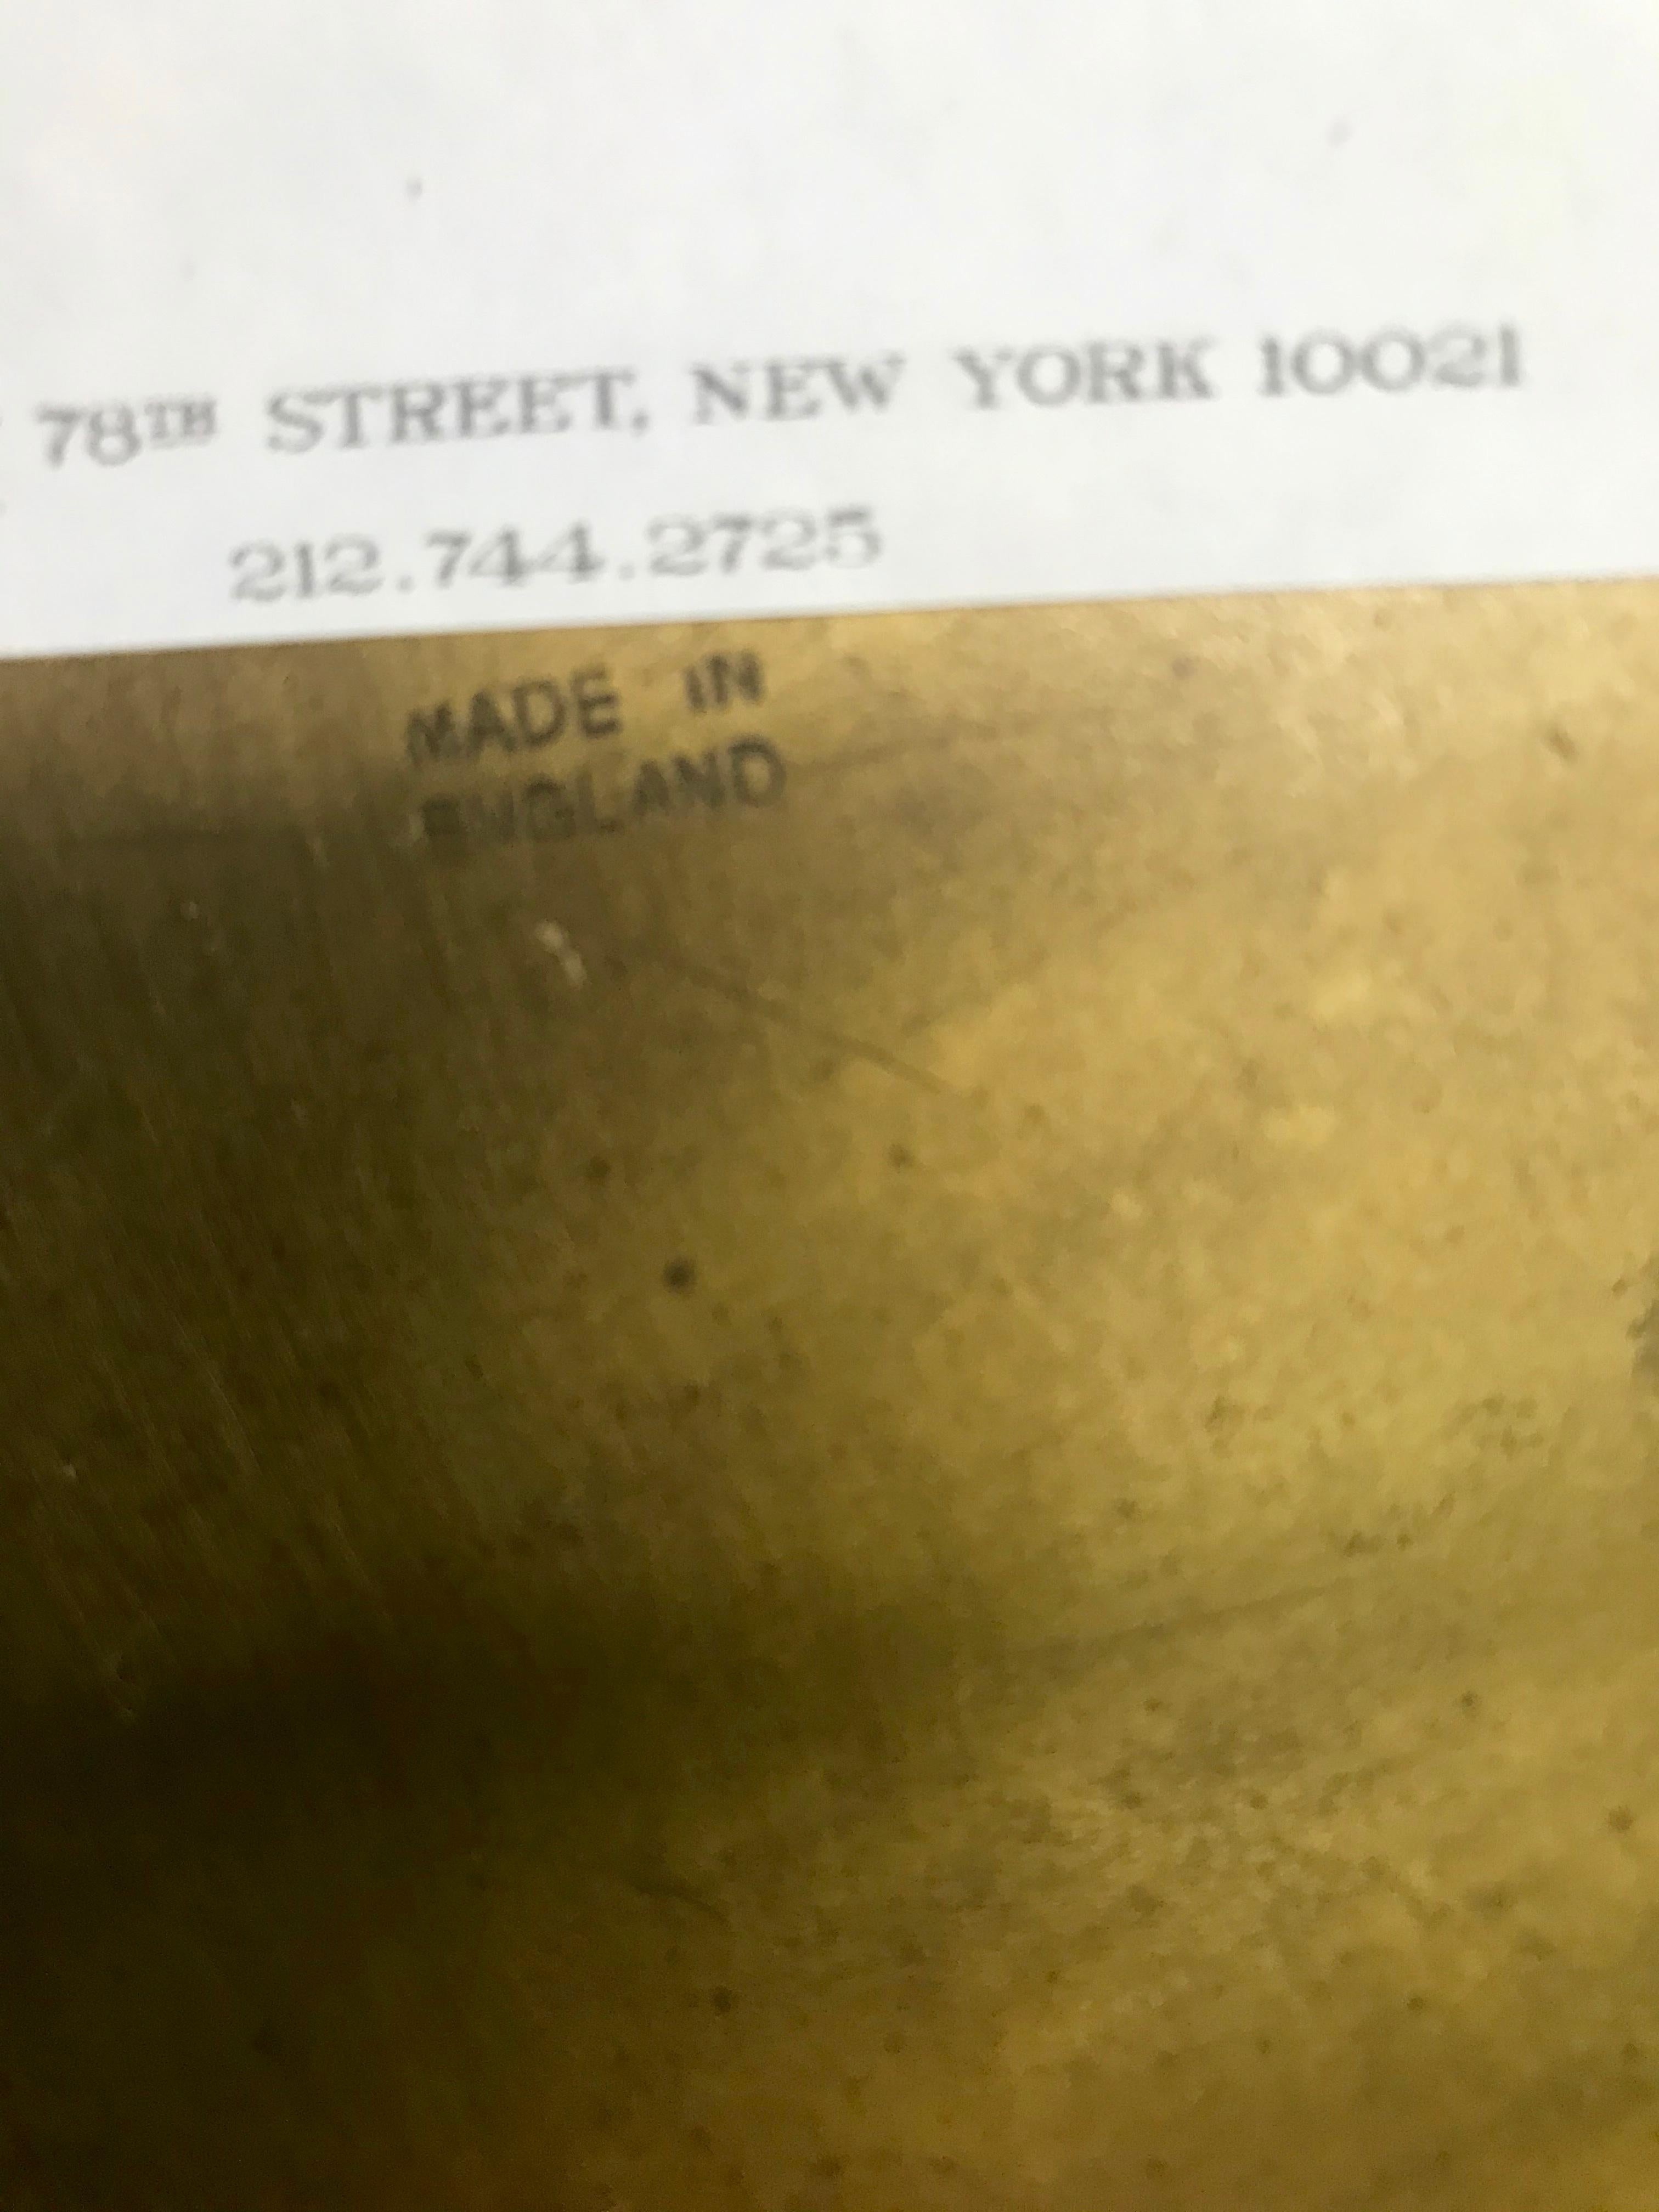 78TH STREET, NEW YORK 10021
212.744.2725
MADE IN
ENGLAND